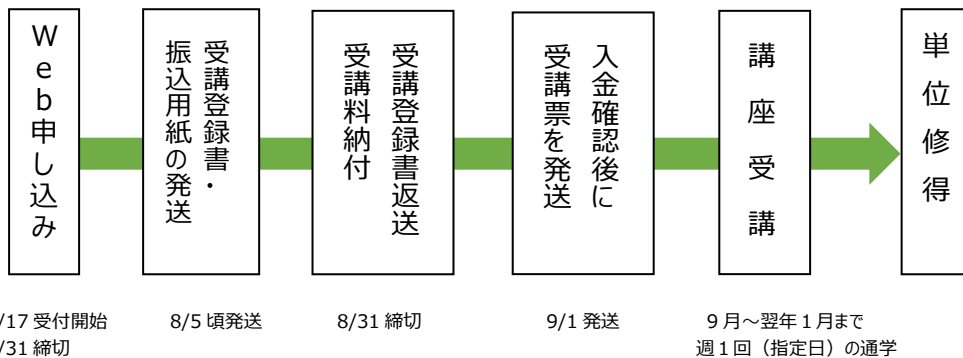 Web申し込み
受講登録書・
振込用紙の発送
受講登録書返送
受講料納付
入金確認後に
受講票を発送
講座受講
単位修得
/17 受付開始
/31 締切
8/5 頃発送
8/31 締切
9/1 発送
9月～翌年1月まで
週1回（指定日）の通学